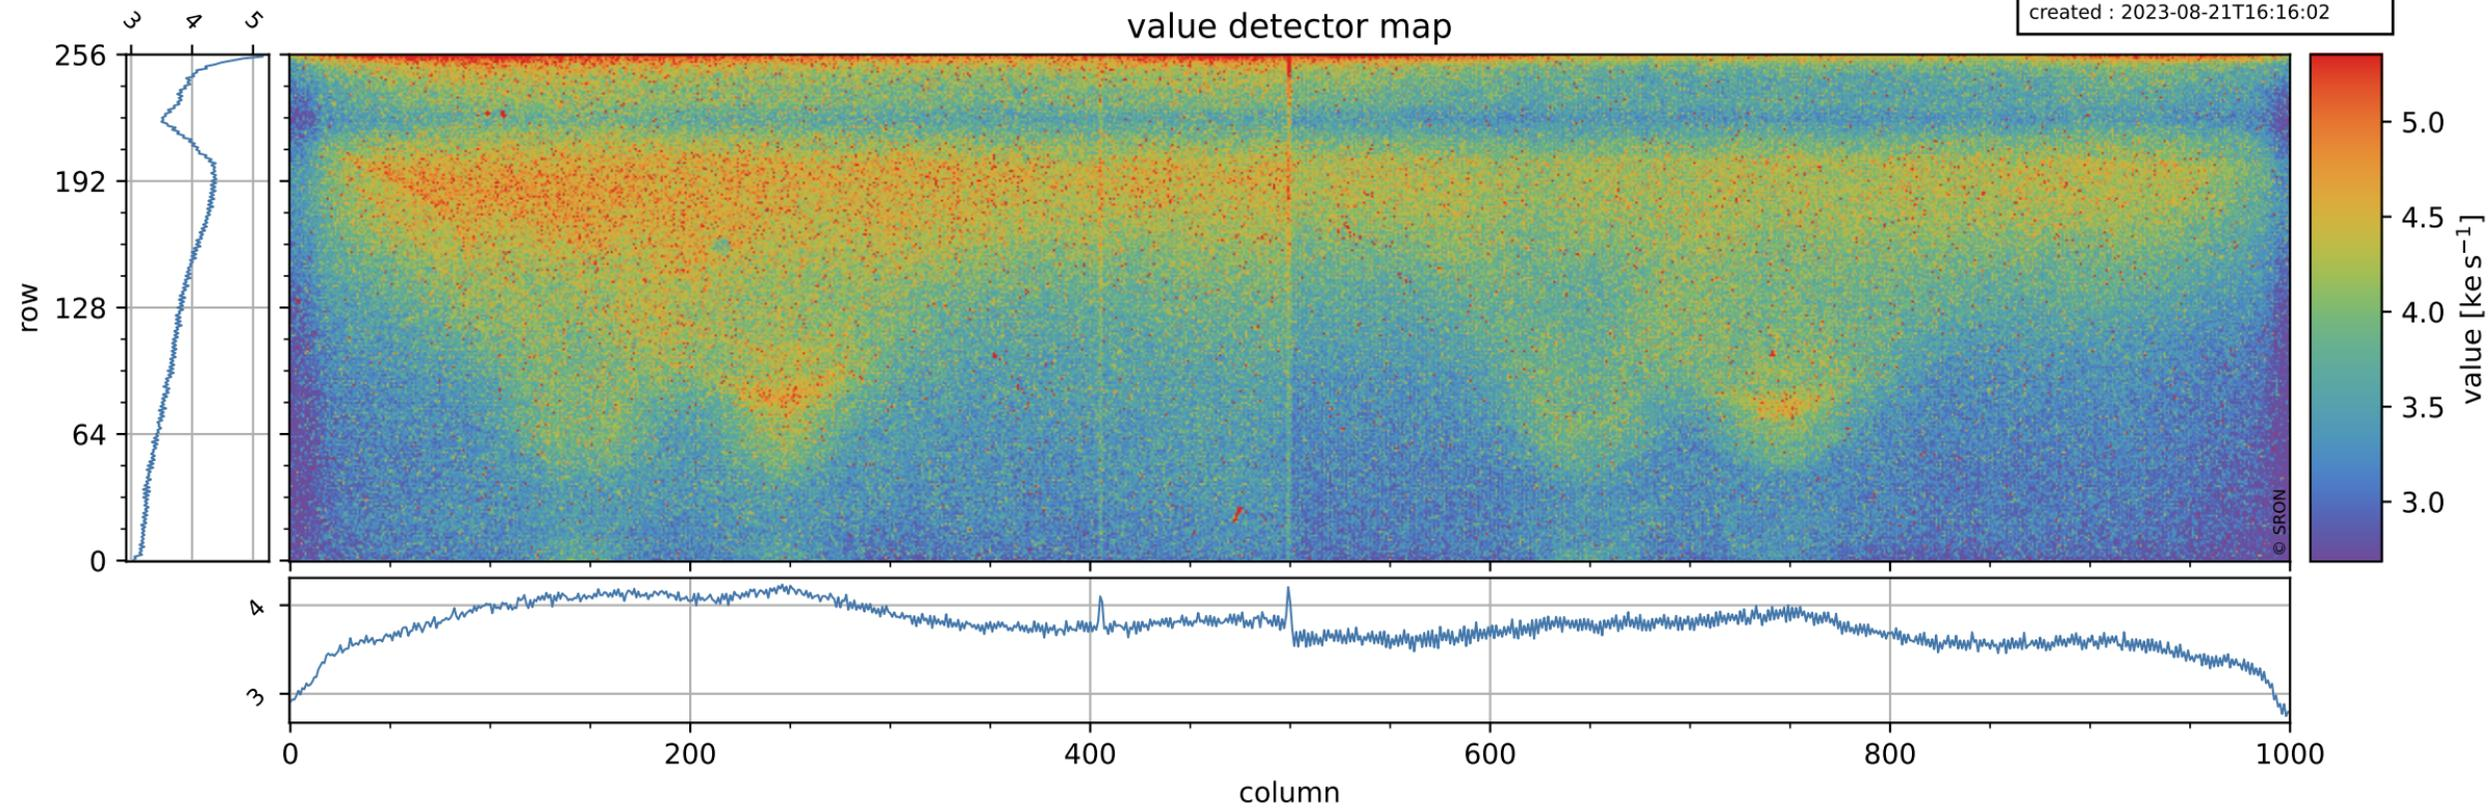 created : 2023-08-21T16:16:02
value detector map
3 4 5
256
192
128
64
0
row
5.0
4.5
4.0
3.5
3.0
value [ke s⁻¹]
© SRON
4
3
0 200 400 600 800 1000
column